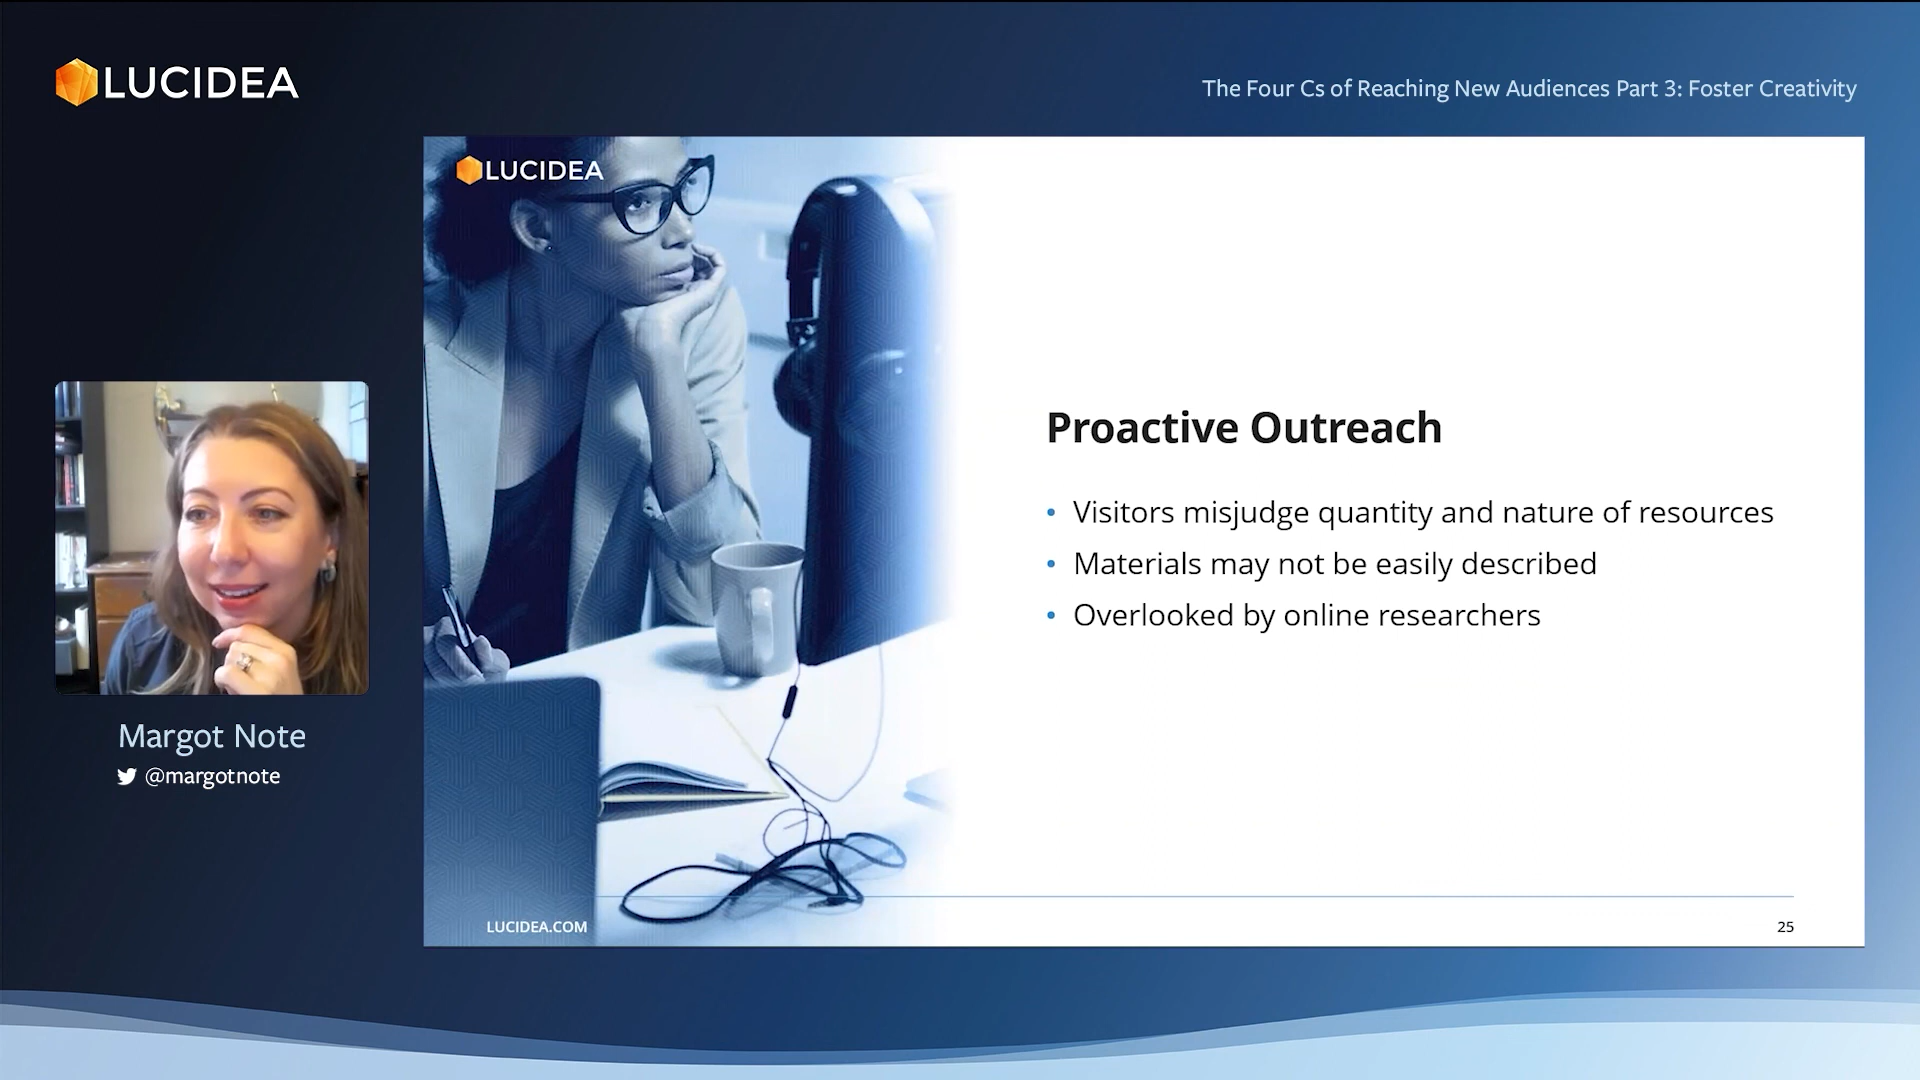 LUCIDEA
The Four Cs of Reaching New Audiences Part 3: Foster Creativity
LUCIDEA
Proactive Outreach
• Visitors misjudge quantity and nature of resources
• Materials may not be easily described
• Overlooked by online researchers
Margot Note
@margotnote
LUCIDEA.COM
25